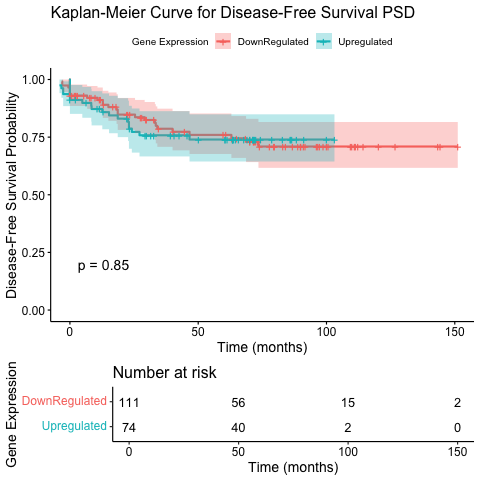 Kaplan-Meier Curve for Disease-Free Survival PSD
Gene Expression DownRegulated Upregulated
Disease-Free Survival Probability
1.00
0.75
0.50
0.25
0.00
p = 0.85
0 50 100 150
Time (months)
Number at risk
Gene Expression
DownRegulated 111 56 15 2
Upregulated 74 40 2 0
0 50 100 150
Time (months)